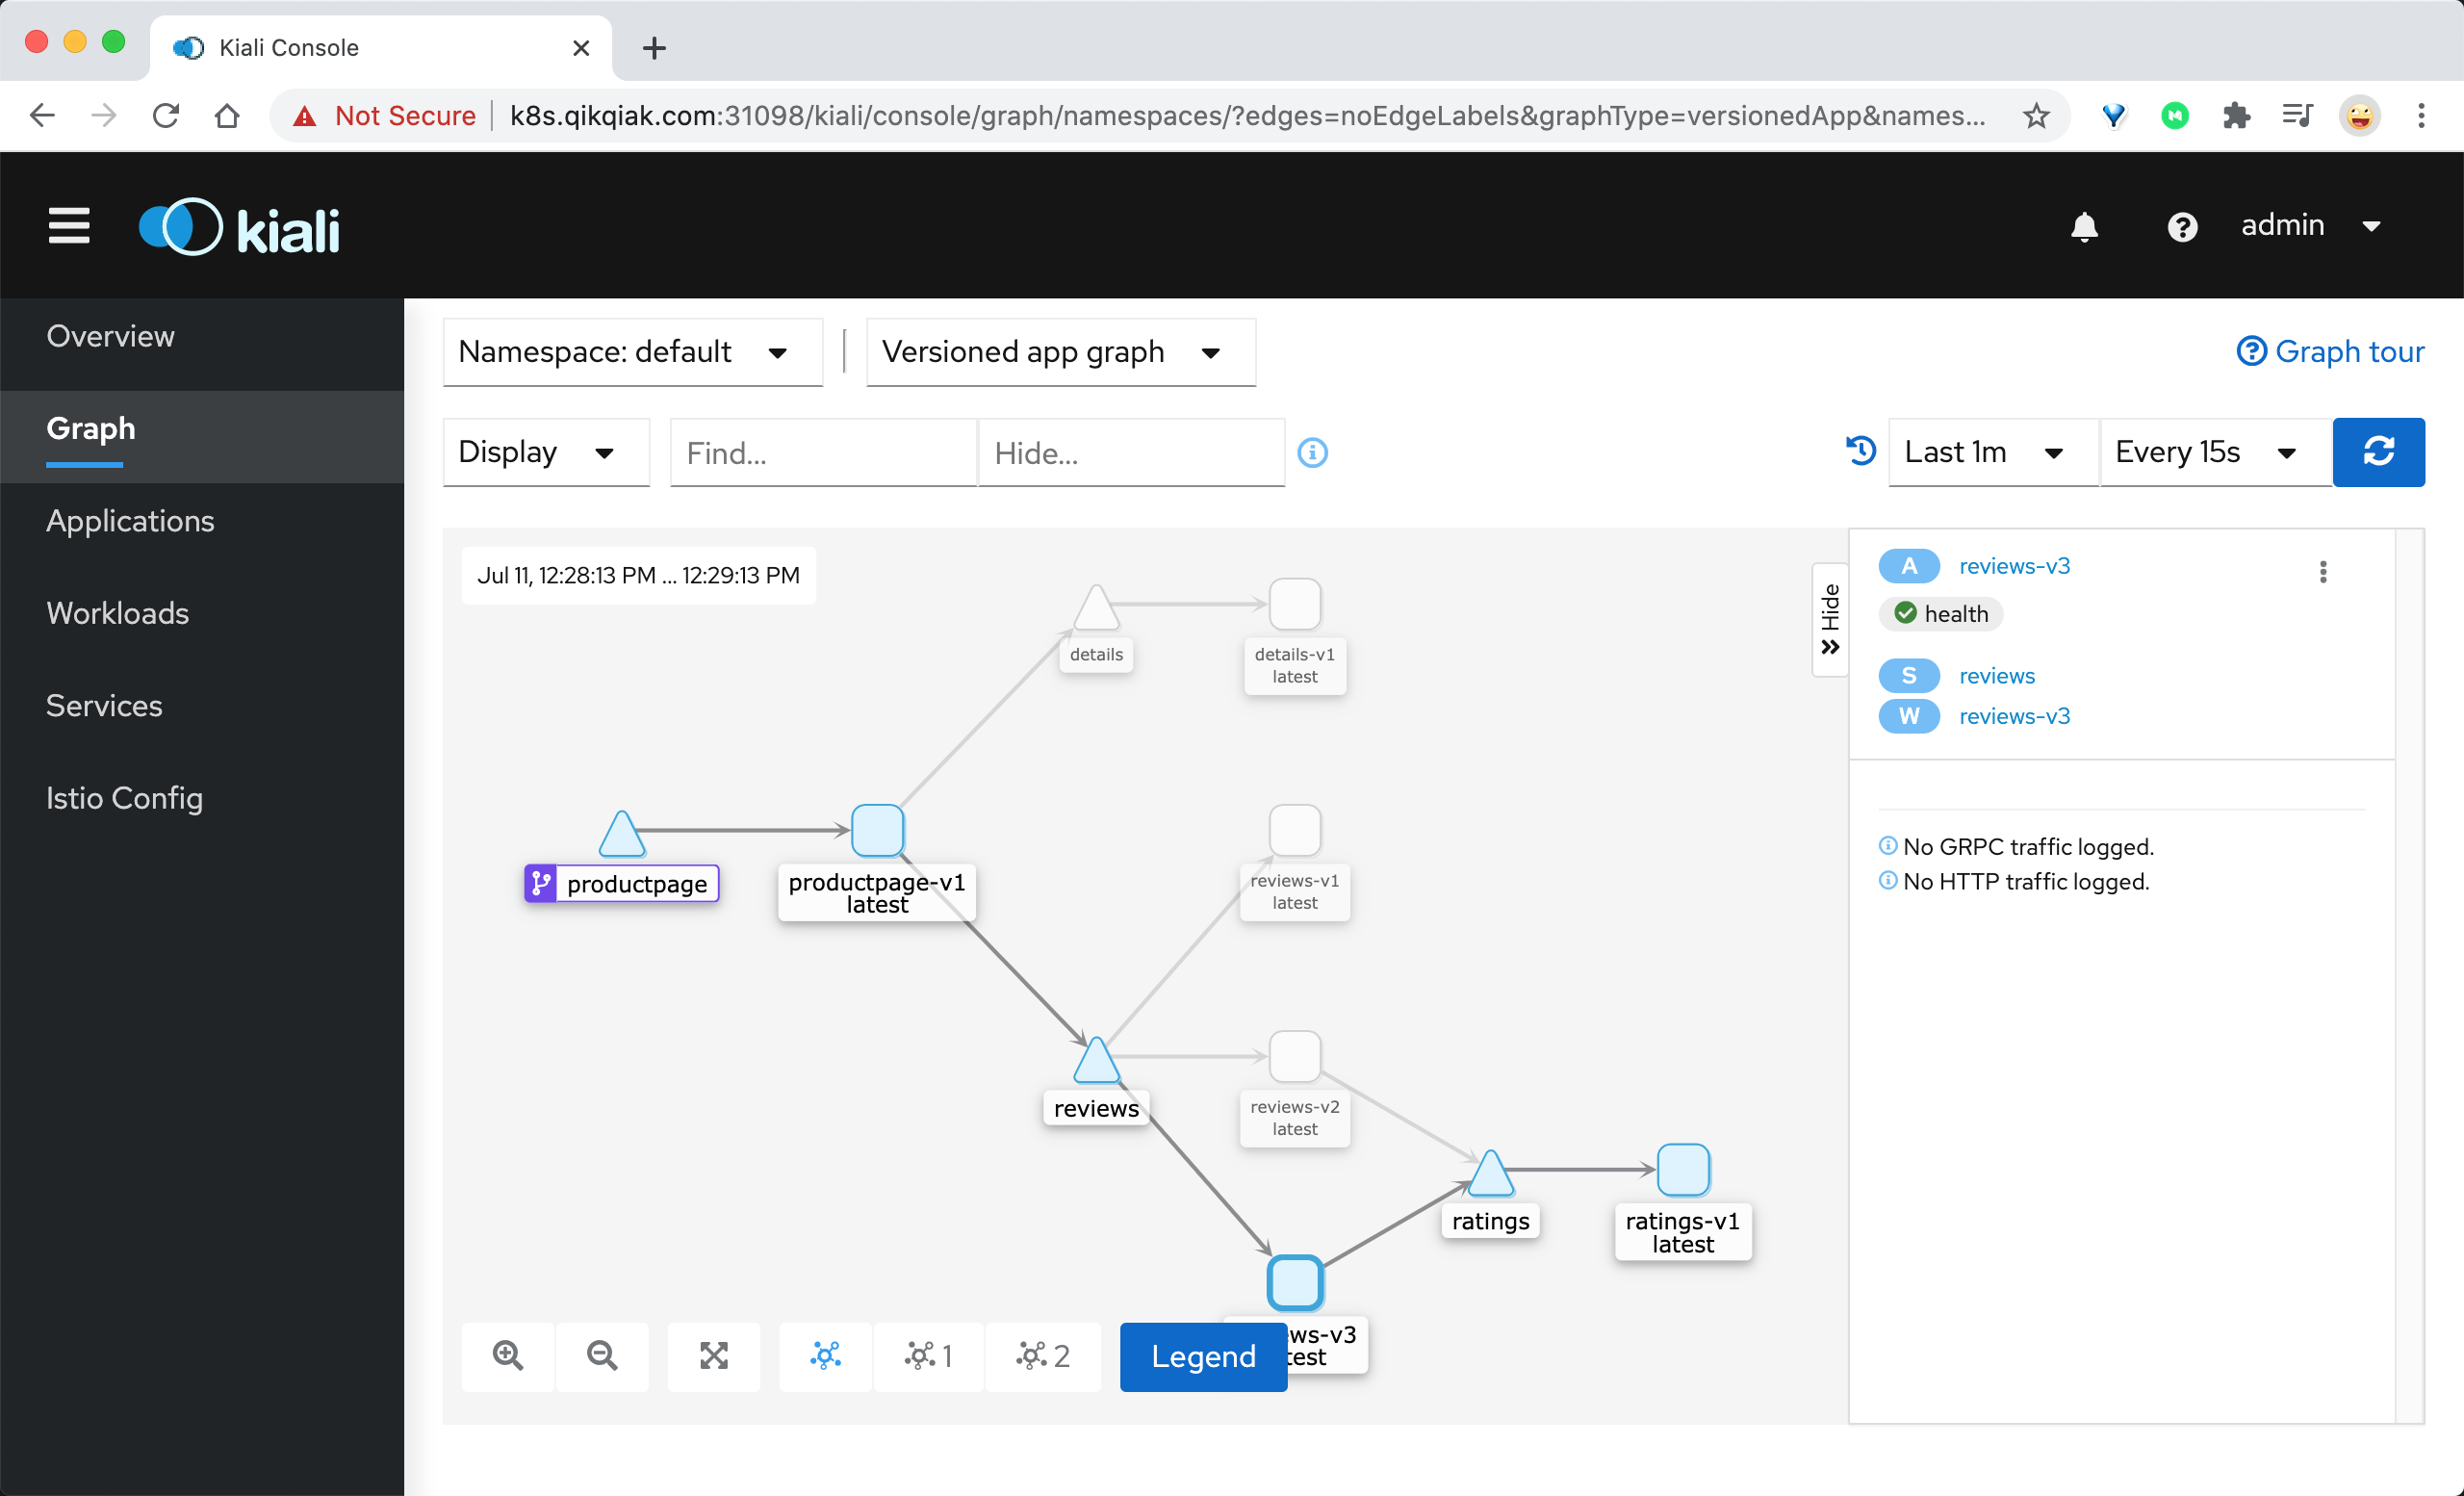 Kiali Console
Not Secure
k8s.qikqiak.com:31098/kiali/console/graph/namespaces/?edges=noEdgeLabels&graphType=versionedApp&names...
kiali
admin
Overview
Graph
Applications
Workloads
Services
Istio Config
Namespace: default
Versioned app graph
Graph tour
Display
Find...
Hide...
Last 1m
Every 15s
Jul 11, 12:28:13 PM ... 12:29:13 PM
details
details-v1
latest
productpage
productpage-v1
latest
reviews-v1
latest
reviews
reviews-v2
latest
ratings
ratings-v1
latest
ws-v3
test
1
2
Legend
Hide
A reviews-v3
health
S reviews
W reviews-v3
No GRPC traffic logged.
No HTTP traffic logged.